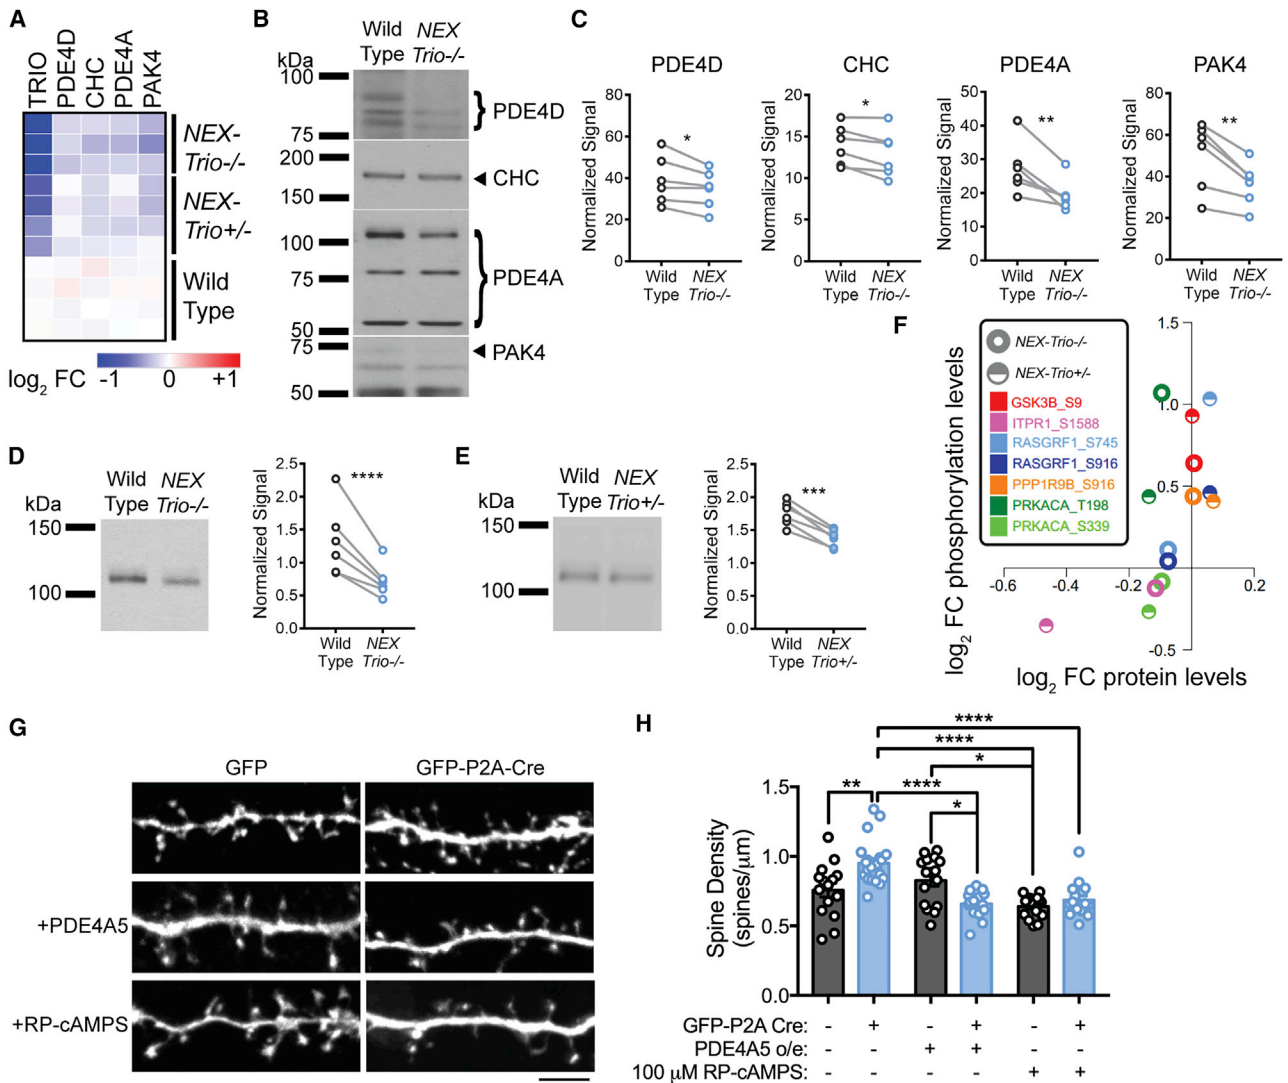 A
TRIO
PDE4D
CHC
PDE4A
PAK4
NEX-
Trio-/-
NEX-
Trio+/-
Wild
Type
log2 FC
-1
0
+1
B
Wild
Type
NEX
Trio-/-
kDa
100
75
PDE4D
200
150
CHC
100
75
50
PDE4A
75
50
PAK4
C
PDE4D
Normalized Signal
80
60
40
20
0
*
Wild
Type
NEX
Trio-/-
CHC
Normalized Signal
20
15
10
5
0
*
Wild
Type
NEX
Trio-/-
PDE4A
Normalized Signal
50
40
30
20
10
0
**
Wild
Type
NEX
Trio-/-
PAK4
Normalized Signal
80
60
40
20
0
**
Wild
Type
NEX
Trio-/-
D
Wild
Type
NEX
Trio-/-
kDa
150
100
Normalized Signal
2.5
2.0
1.5
1.0
0.5
0.0
****
Wild
Type
NEX
Trio-/-
E
Wild
Type
NEX
Trio+/-
kDa
150
100
Normalized Signal
2.5
2.0
1.5
1.0
0.5
0.0
***
Wild
Type
NEX
Trio+/-
F
NEX-Trio-/-
NEX-Trio+/-
GSK3B_S9
ITPR1_S1588
RASGRF1_S745
RASGRF1_S916
PPP1R9B_S916
PRKACA_T198
PRKACA_S339
log2 FC phosphorylation levels
1.5
1.0
0.5
-0.5
-0.6
-0.4
-0.2
0.2
log2 FC protein levels
G
GFP
GFP-P2A-Cre
+PDE4A5
+RP-cAMPS
H
Spine Density
(spines/μm)
1.5
1.0
0.5
0.0
****
****
*
** ****
*
GFP-P2A Cre: - + - + - +
PDE4A5 o/e: - - + + - -
100 μM RP-cAMPS: - - - - + +